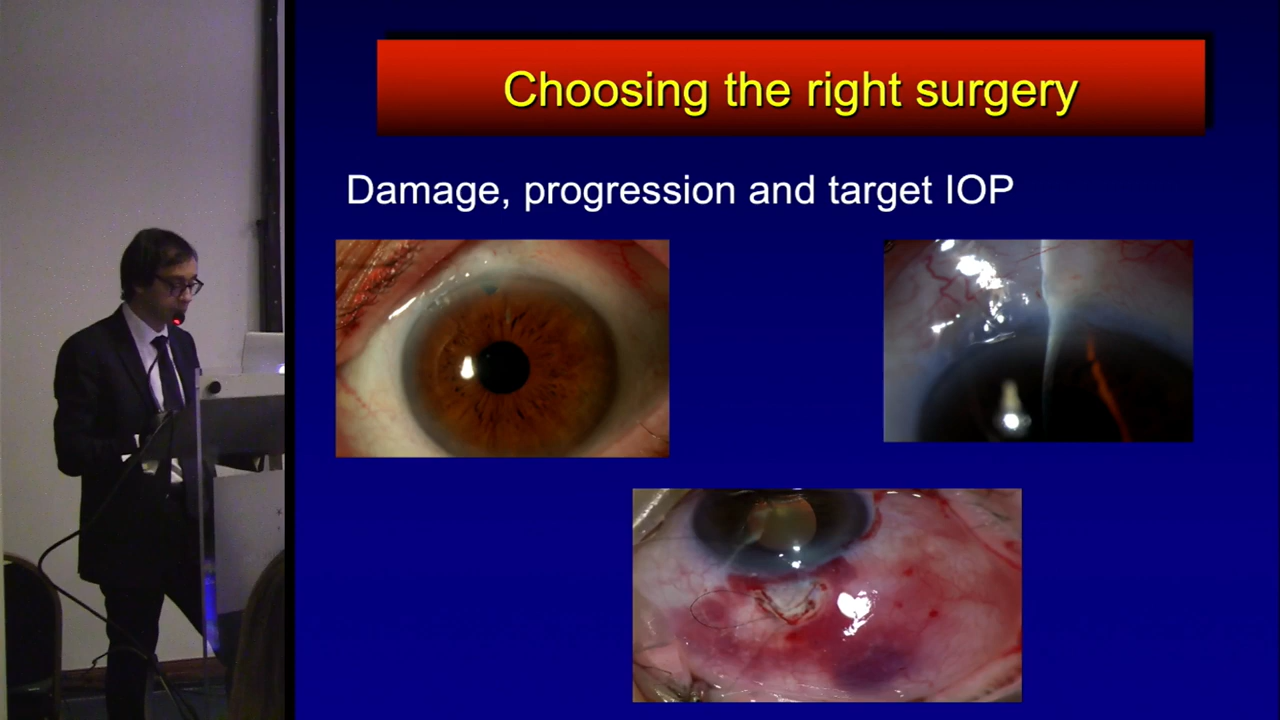 Choosing the right surgery
Damage, progression and target IOP